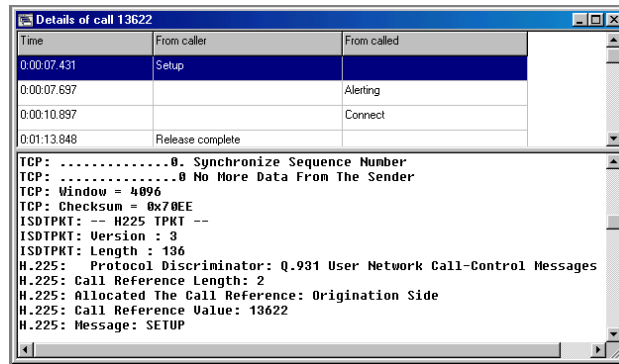 Details of call 13622
Time From caller From called
0:00:07.431 Setup
0:00:07.697 Alerting
0:00:10.897 Connect
0:01:13.848 Release complete
TCP: ..............0. Synchronize Sequence Number
TCP: ...............0 No More Data From The Sender
TCP: Window = 4096
TCP: Checksum = 0x70EE
ISDTPKT: -- H225 TPKT --
ISDTPKT: Version : 3
ISDTPKT: Length : 136
H.225:   Protocol Discriminator: Q.931 User Network Call-Control Messages
H.225: Call Reference Length: 2
H.225: Allocated The Call Reference: Origination Side
H.225: Call Reference Value: 13622
H.225: Message: SETUP